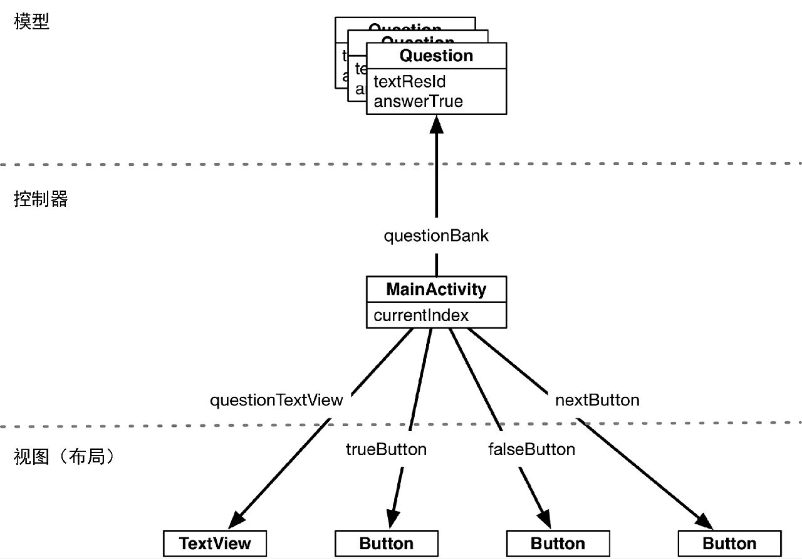 模型
Question
Question
te
a
Question
te
an
textResId
answerTrue
控制器
questionBank
MainActivity
currentIndex
questionTextView
nextButton
视图（布局）
trueButton
falseButton
TextView
Button
Button
Button